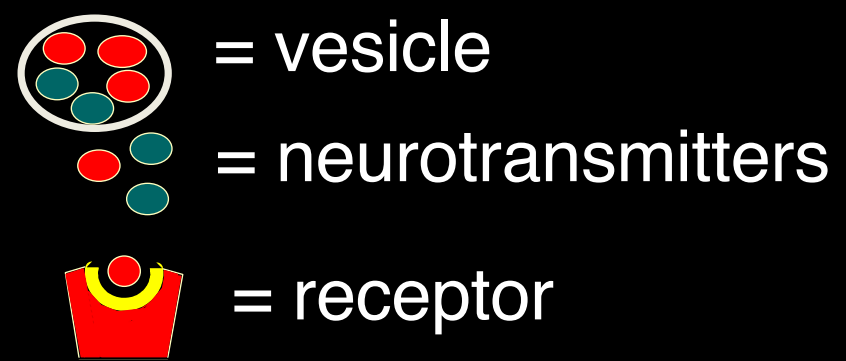 = vesicle
= neurotransmitters
= receptor